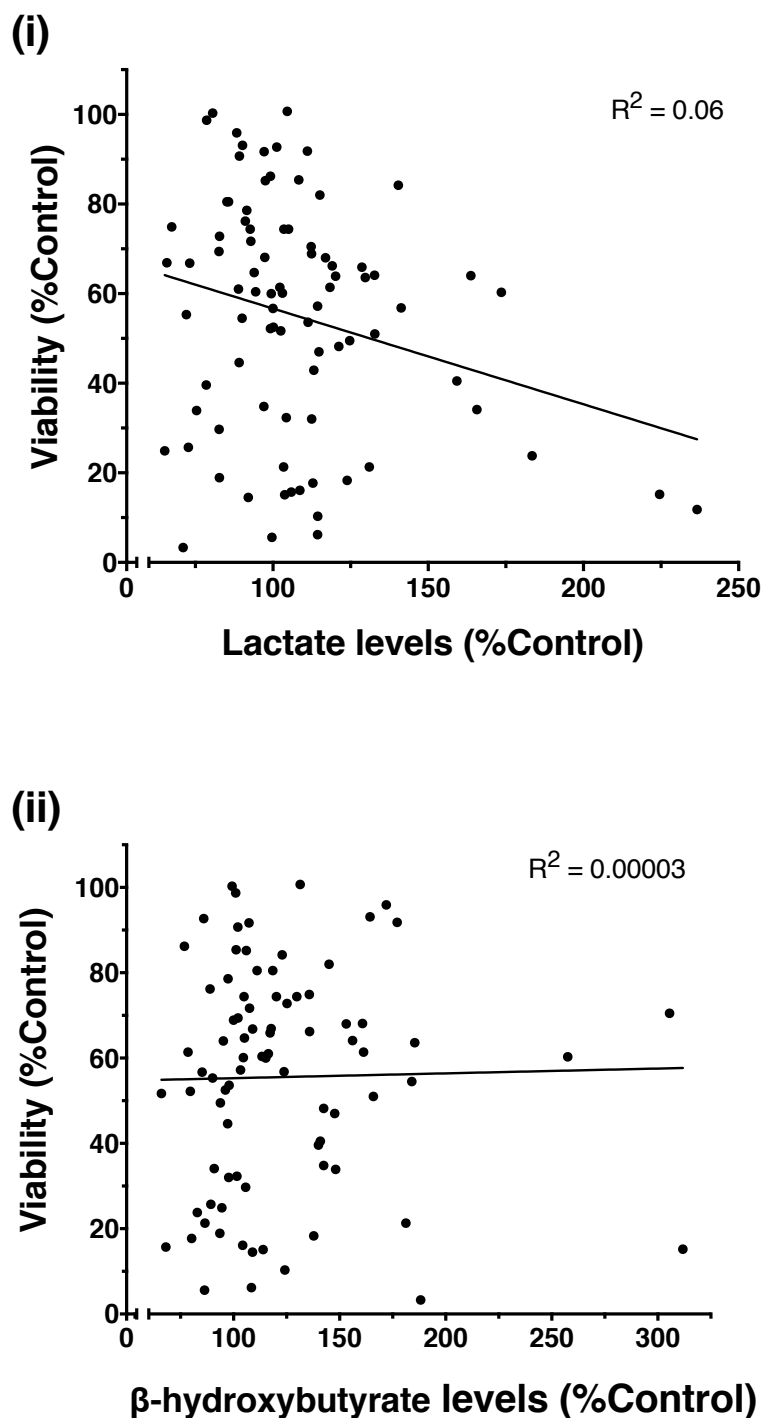 (i)
R² = 0.06
100
80
60
40
20
0
Viability (%Control)
0 100 150 200 250
Lactate levels (%Control)
(ii)
R² = 0.00003
100
80
60
40
20
0
Viability (%Control)
0 100 150 200 250 300
β-hydroxybutyrate levels (%Control)